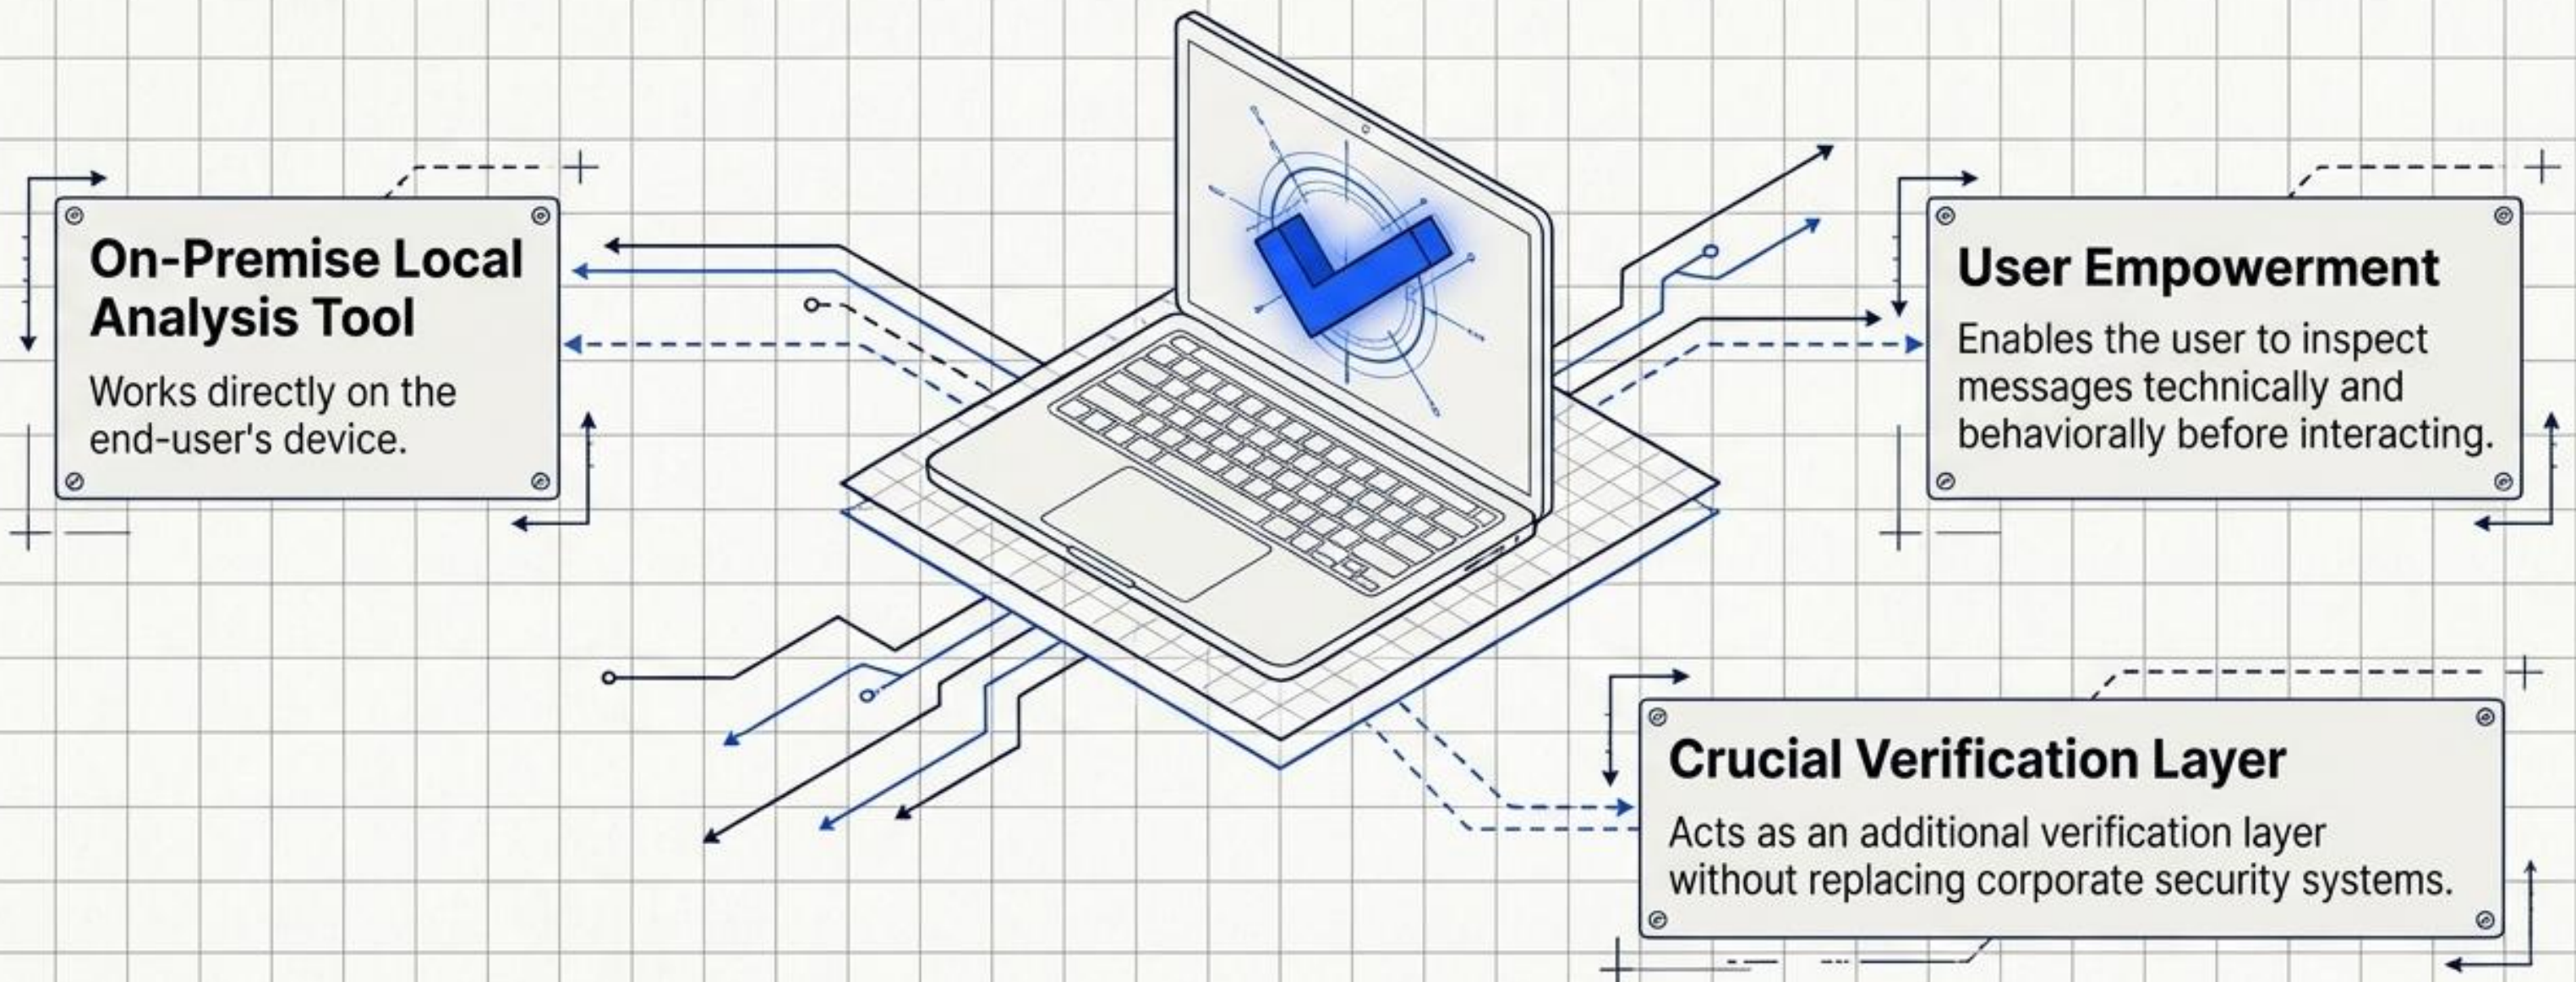 On-Premise Local
Analysis Tool
Works directly on the
end-user's device.
User Empowerment
Enables the user to inspect
messages technically and
behaviorally before interacting.
Crucial Verification Layer
Acts as an additional verification layer
without replacing corporate security systems.